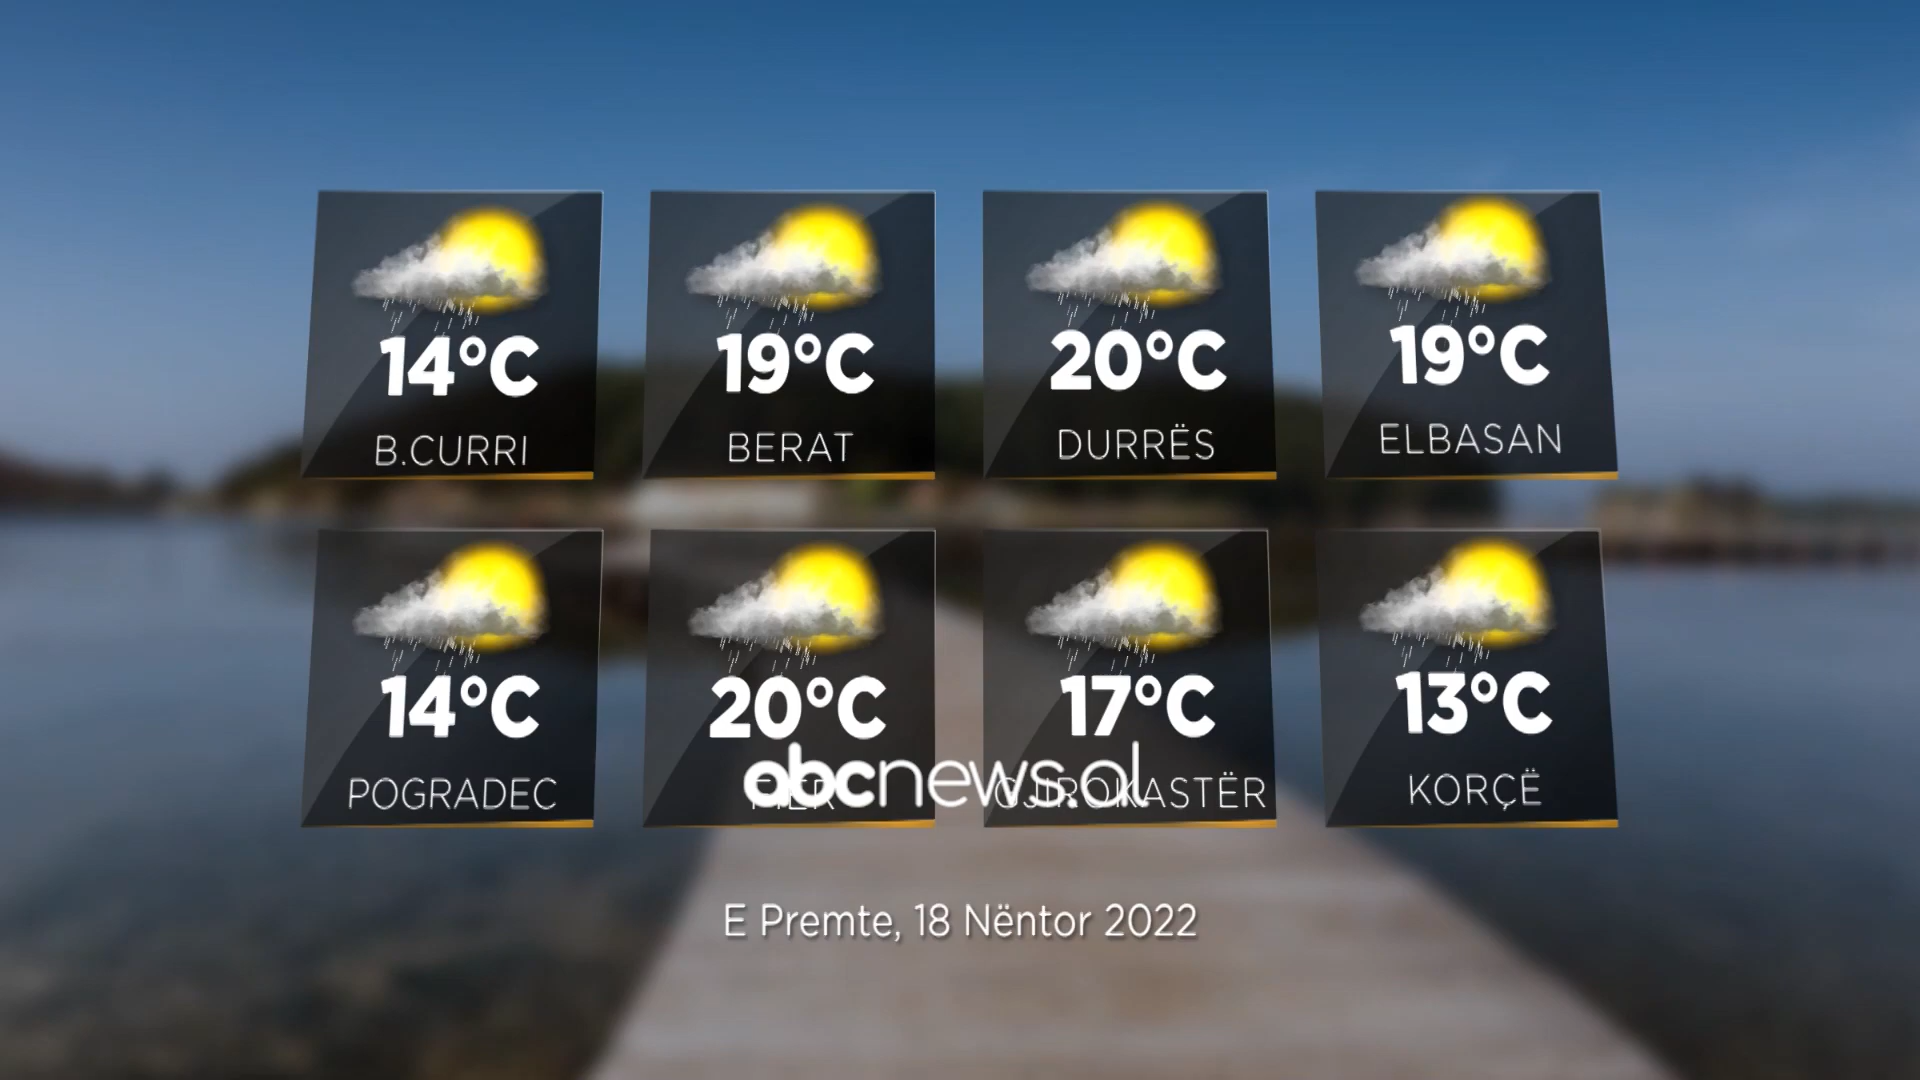 14°C
B.CURRI
19°C
BERAT
20°C
DURRËS
19°C
ELBASAN
14°C
POGRADEC
20°C
17°C
GJIROKASTËR
13°C
KORÇË
abcnews.al
E Premte, 18 Nëntor 2022